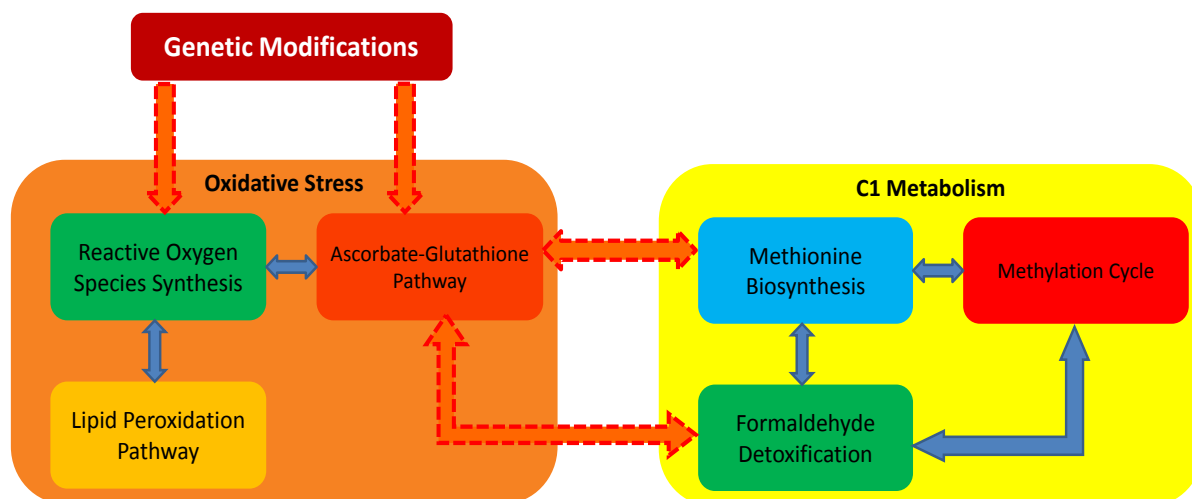 Genetic Modifications
Oxidative Stress
Reactive Oxygen
Species Synthesis
Ascorbate-Glutathione
Pathway
Lipid Peroxidation
Pathway
C1 Metabolism
Methionine
Biosynthesis
Methylation Cycle
Formaldehyde
Detoxification